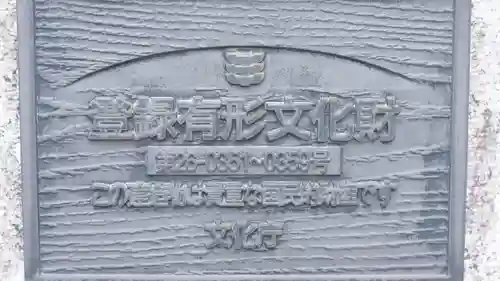 登録有形文化財
第26-0351~0359号
この建造物は貴重な国民的財産です
文化庁